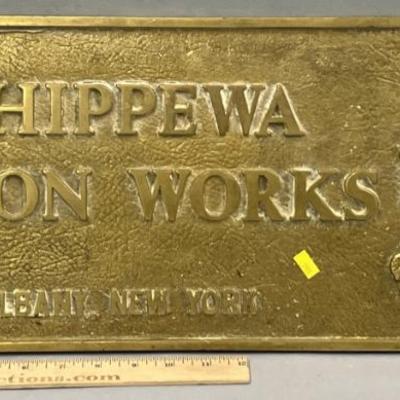 HIPPEWA
ON WORKS
LBANY, NEW YORK
ctions.com